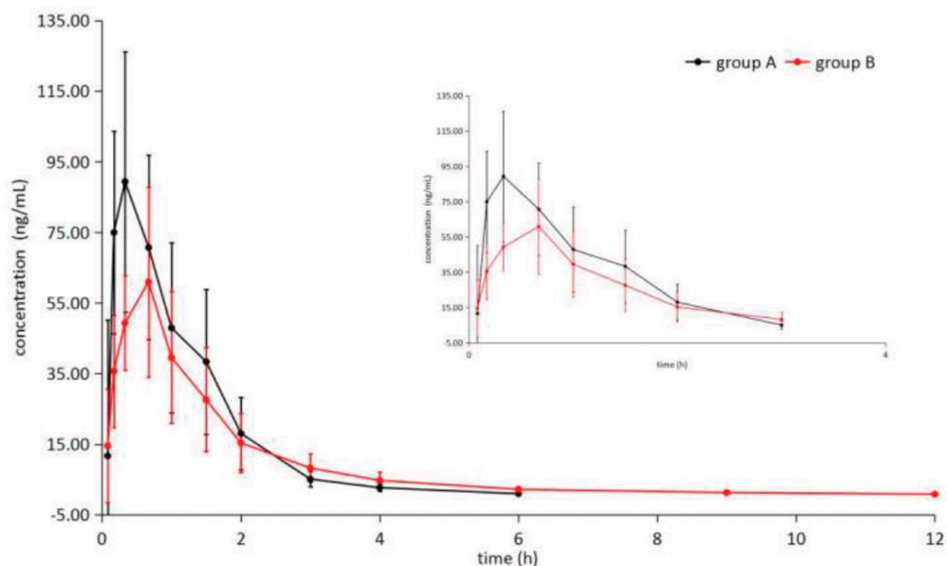 135.00
115.00
95.00
75.00
55.00
35.00
15.00
-5.00
concentration (ng/mL)
0 2 4 6 8 10 12
time (h)
group A group B
135.00
115.00
95.00
75.00
55.00
35.00
15.00
-5.00
concentration (ng/mL)
0 4
time (h)